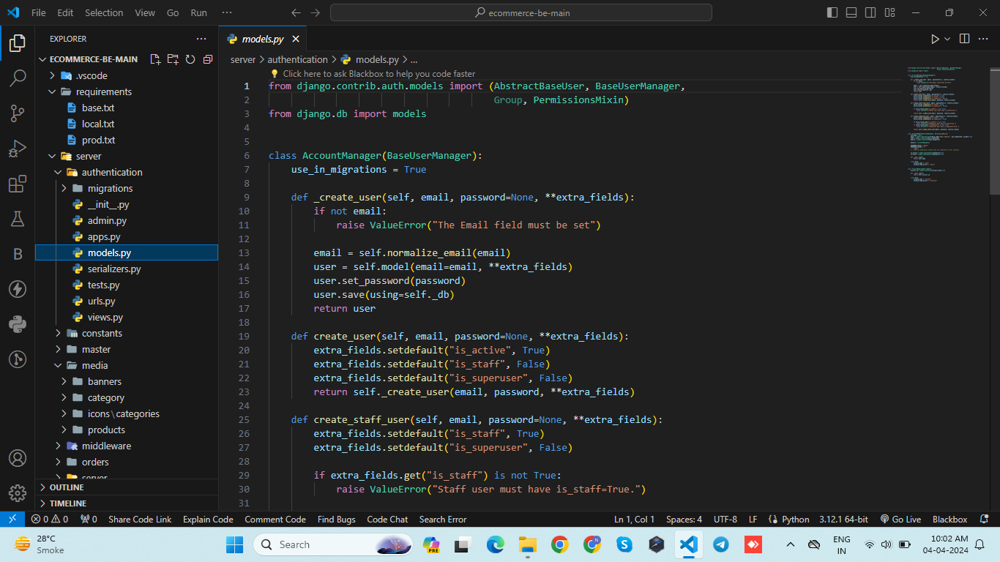 File Edit Selection View Go Run ···
ecommerce-be-main
EXPLORER
ECOMMERCE-BE-MAIN
.vscode
requirements
base.txt
local.txt
prod.txt
server
authentication
migrations
__init__.py
admin.py
apps.py
models.py
serializers.py
tests.py
urls.py
views.py
constants
master
media
banners
category
icons\categories
products
middleware
orders
server
OUTLINE
TIMELINE
models.py
server > authentication > models.py > ...
Click here to ask Blackbox to help you code faster
1 from django.contrib.auth.models import (AbstractBaseUser, BaseUserManager,
2 Group, PermissionsMixin)
3 from django.db import models
4
5
6 class AccountManager(BaseUserManager):
7 use_in_migrations = True
8
9 def _create_user(self, email, password=None, **extra_fields):
10 if not email:
11 raise ValueError("The Email field must be set")
12
13 email = self.normalize_email(email)
14 user = self.model(email=email, **extra_fields)
15 user.set_password(password)
16 user.save(using=self._db)
17 return user
18
19 def create_user(self, email, password=None, **extra_fields):
20 extra_fields.setdefault("is_active", True)
21 extra_fields.setdefault("is_staff", False)
22 extra_fields.setdefault("is_superuser", False)
23 return self._create_user(email, password, **extra_fields)
24
25 def create_staff_user(self, email, password=None, **extra_fields):
26 extra_fields.setdefault("is_staff", True)
27 extra_fields.setdefault("is_superuser", False)
28
29 if extra_fields.get("is_staff") is not True:
30 raise ValueError("Staff user must have is_staff=True.")
31
0 0 0 Share Code Link Explain Code Comment Code Find Bugs Code Chat Search Error Ln 1, Col 1 Spaces: 4 UTF-8 LF Python 3.12.1 64-bit Go Live Blackbox
28°C
Smoke
Search
PRE
ENG
IN
10:02 AM
04-04-2024